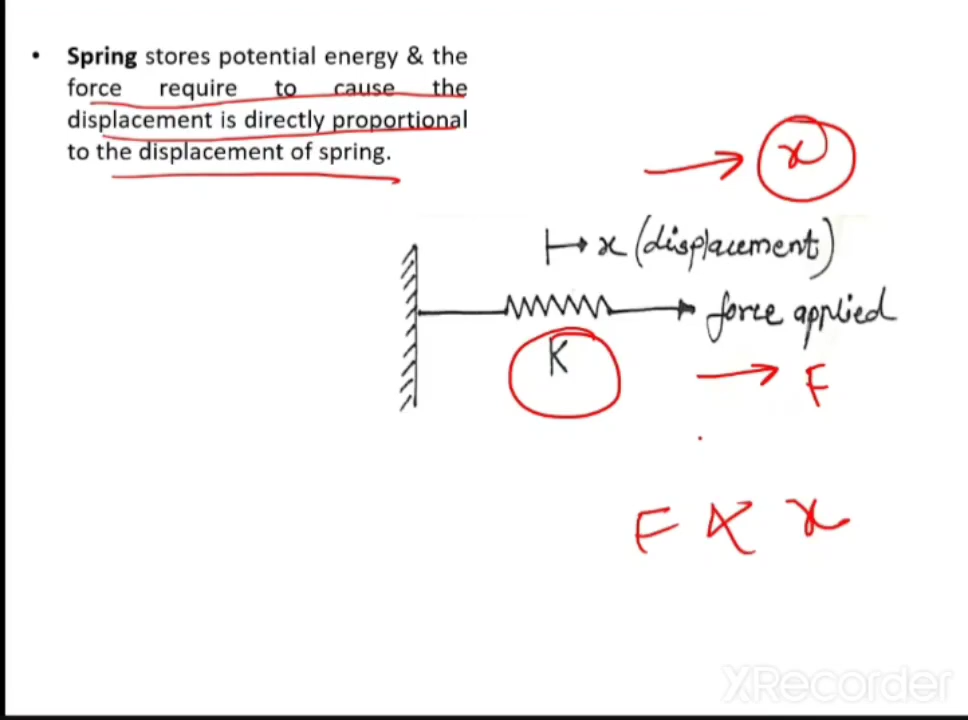 • Spring stores potential energy & the
force require to cause the
displacement is directly proportional
to the displacement of spring.
x
x (displacement)
force applied
K
F
F ∝ x
XRecorder